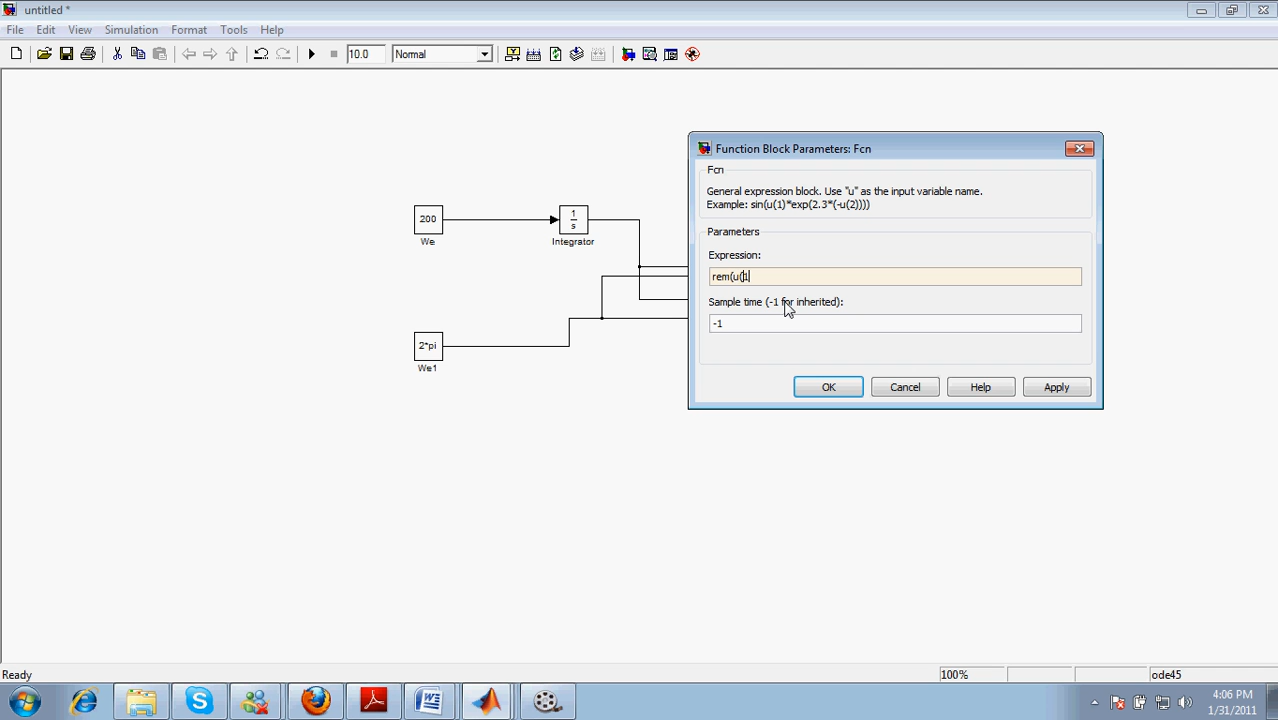 untitled *
File Edit View Simulation Format Tools Help
10.0 Normal
Function Block Parameters: Fcn
Fcn
General expression block. Use "u" as the input variable name.
Example: sin(u(1)*exp(2.3*(-u(2))))
Parameters
Expression:
rem(u(1
Sample time (-1 for inherited):
-1
OK Cancel Help Apply
200
We
1
s
Integrator
2*pi
We1
Ready 100% ode45
4:06 PM
1/31/2011